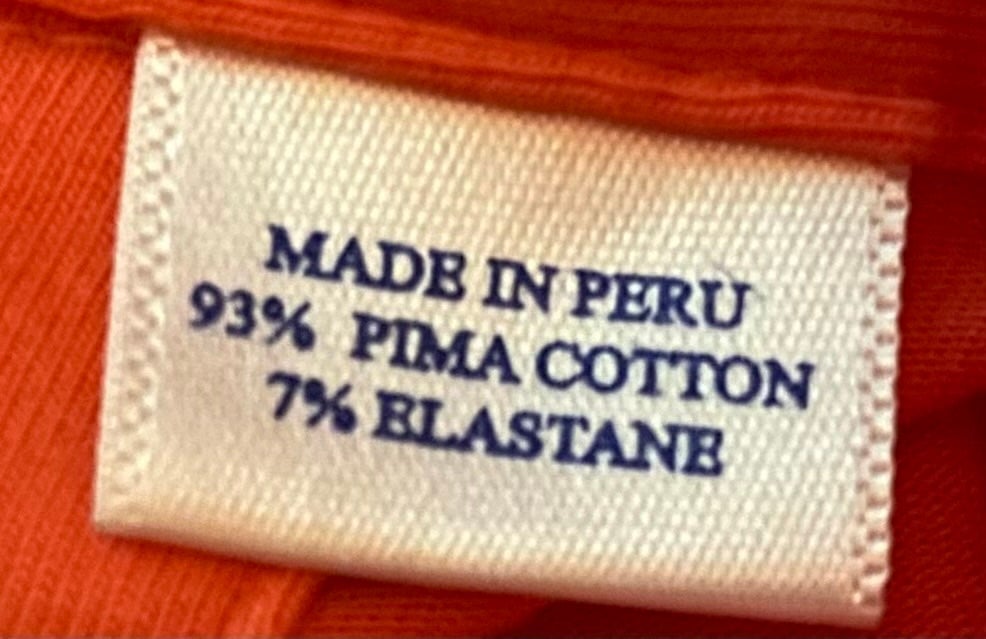 MADE IN PERU
93% PIMA COTTON
7% ELASTANE